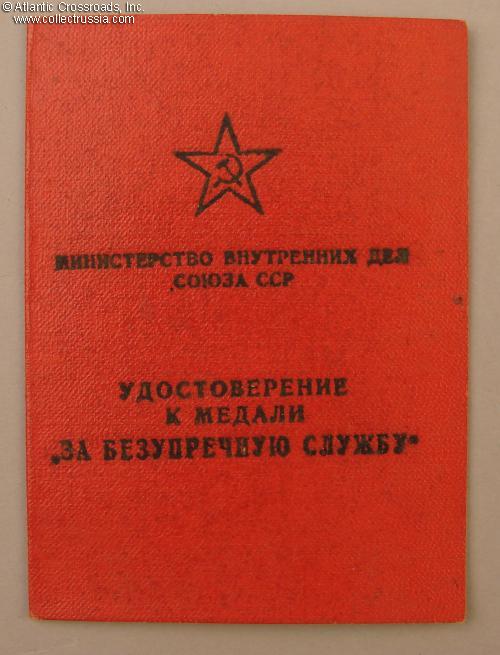 © Atlantic Crossroads, Inc.
www.collectrussia.com
МИНИСТЕРСТВО ВНУТРЕННИХ ДЕЛ
СОЮЗА ССР
УДОСТОВЕРЕНИЕ
К МЕДАЛИ
„ЗА БЕЗУПРЕЧНУЮ СЛУЖБУ“